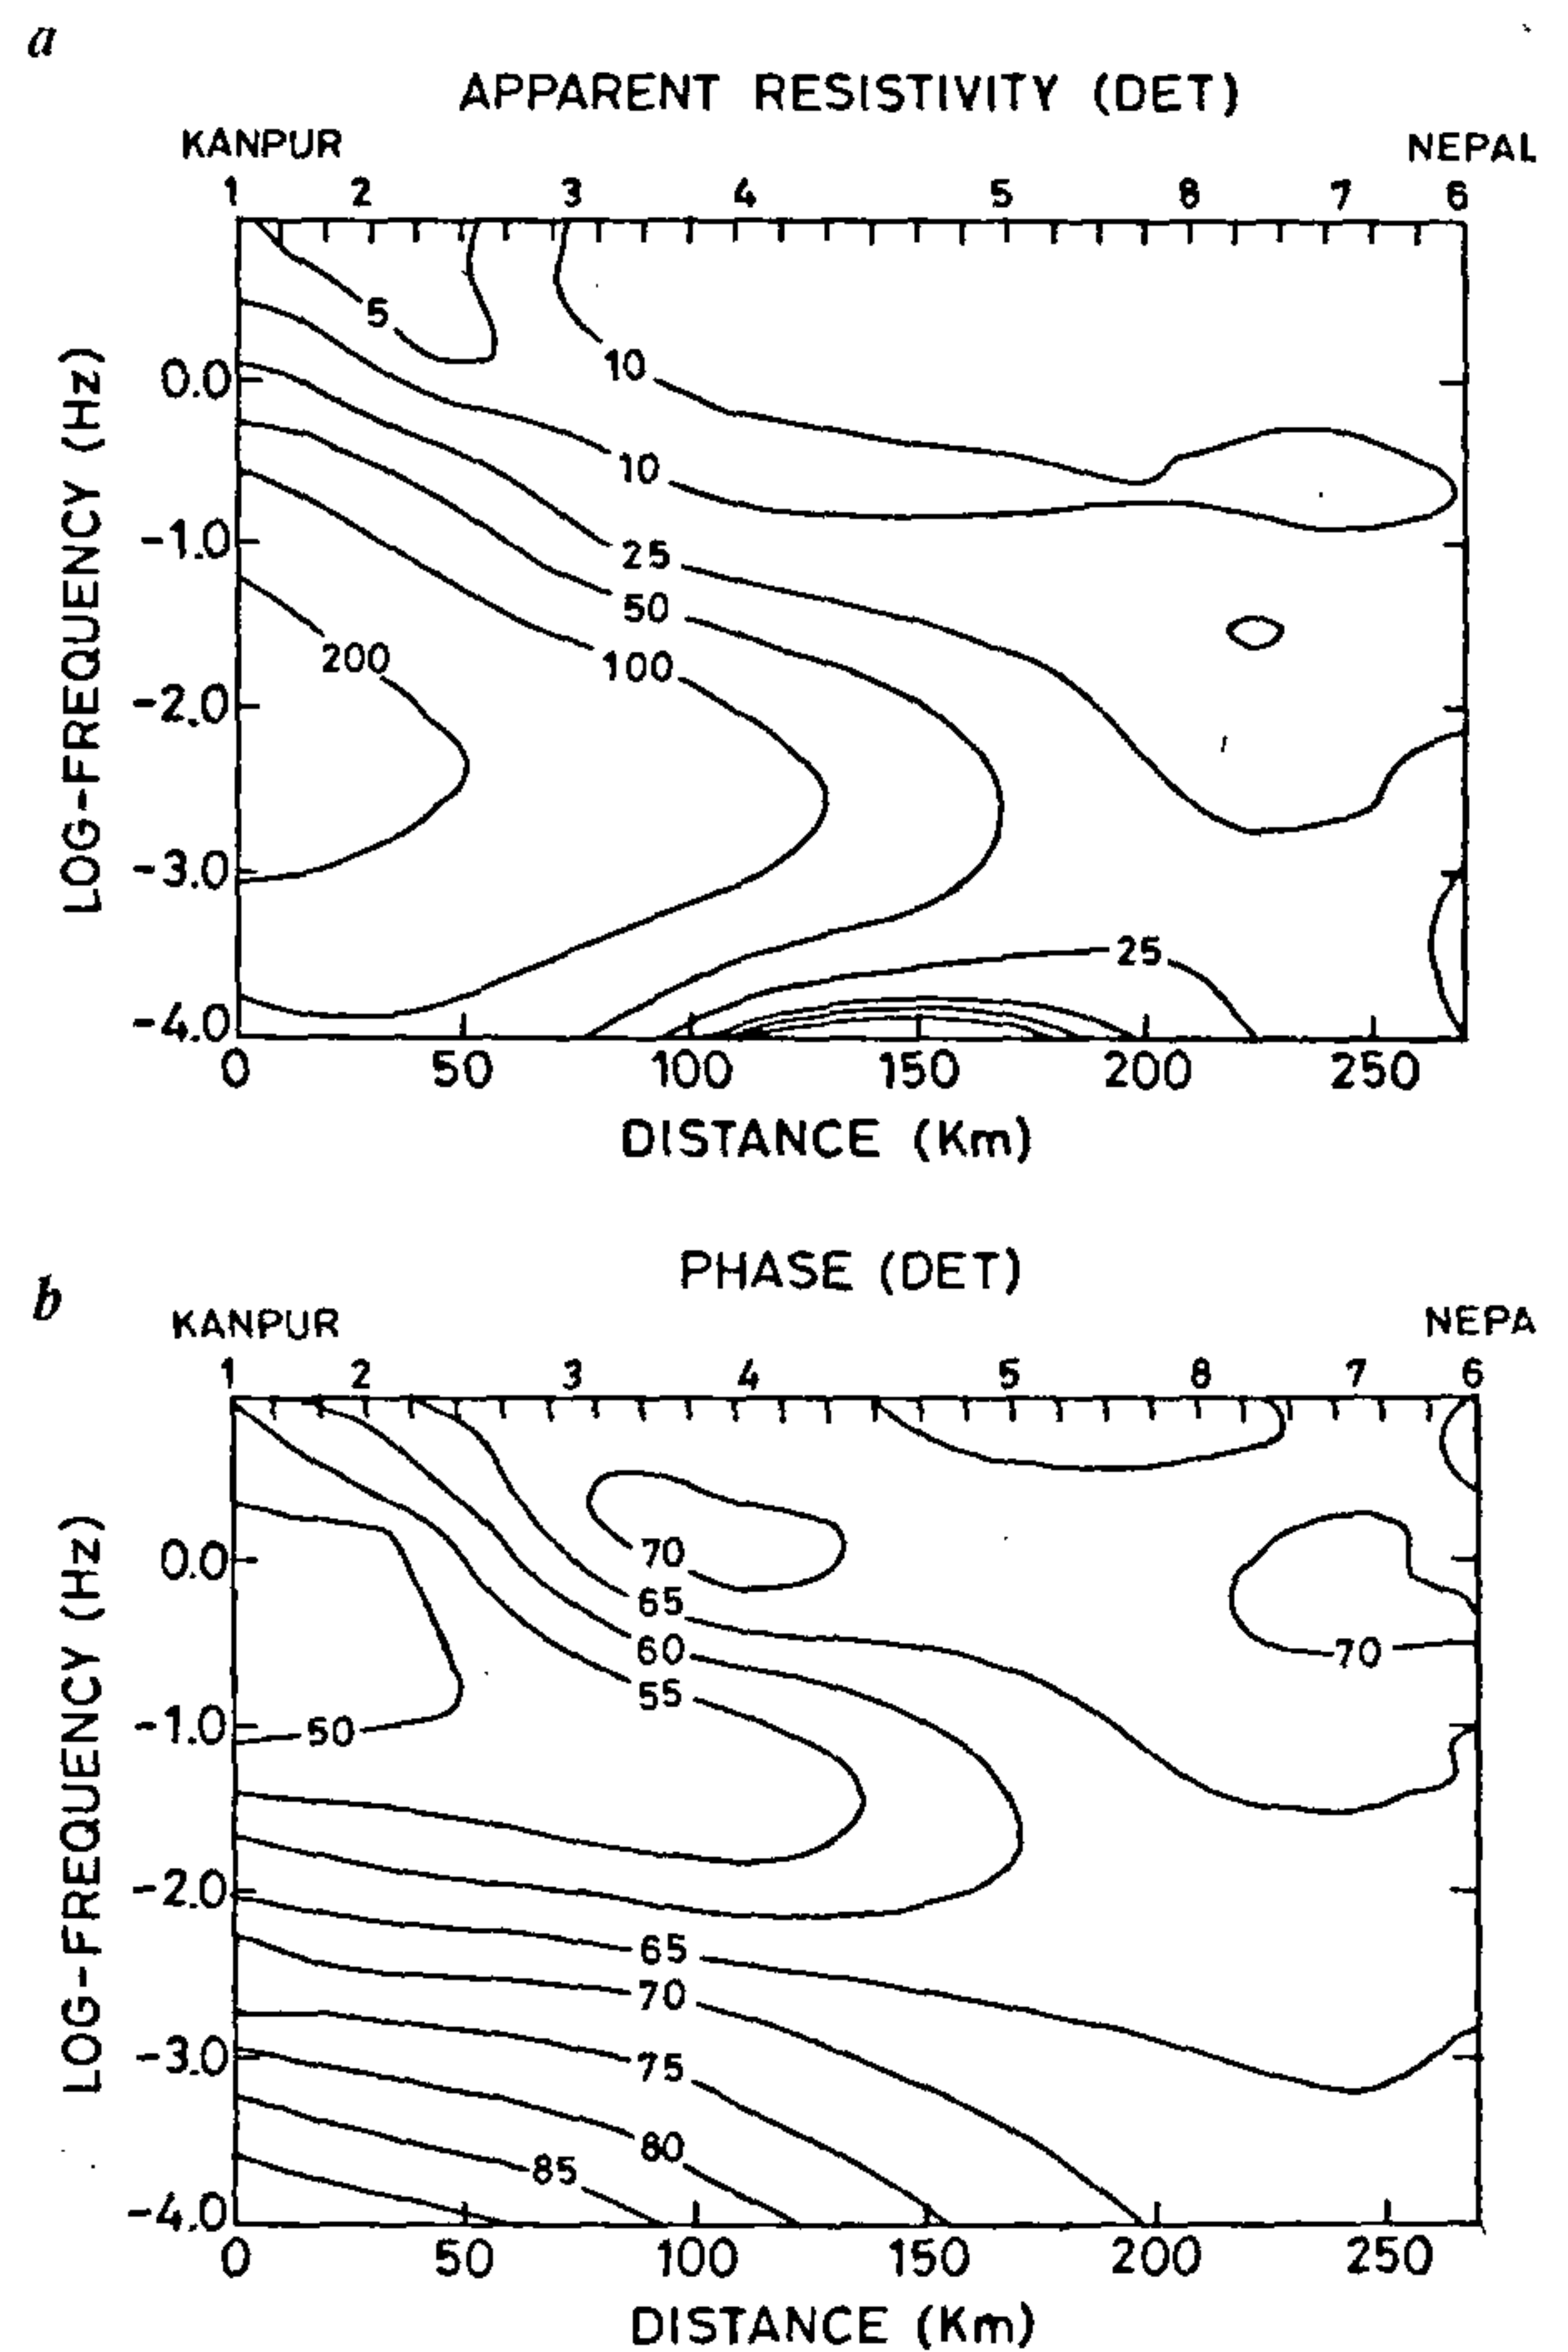 a
APPARENT RESISTIVITY (DET)
KANPUR NEPAL
1 2 3 4 5 8 7 6
5
10
0.0
10
25
-1.0
50
200
100
-2.0
-3.0
25
-4.0
LOG-FREQUENCY (Hz)
0 50 100 150 200 250
DISTANCE (Km)
PHASE (DET)
b
KANPUR NEPA
1 2 3 4 5 8 7 6
70
0.0
65
60
70
55
-1.0
50
-2.0
65
70
-3.0
75
80
85
-4.0
LOG-FREQUENCY (Hz)
0 50 100 150 200 250
DISTANCE (Km)